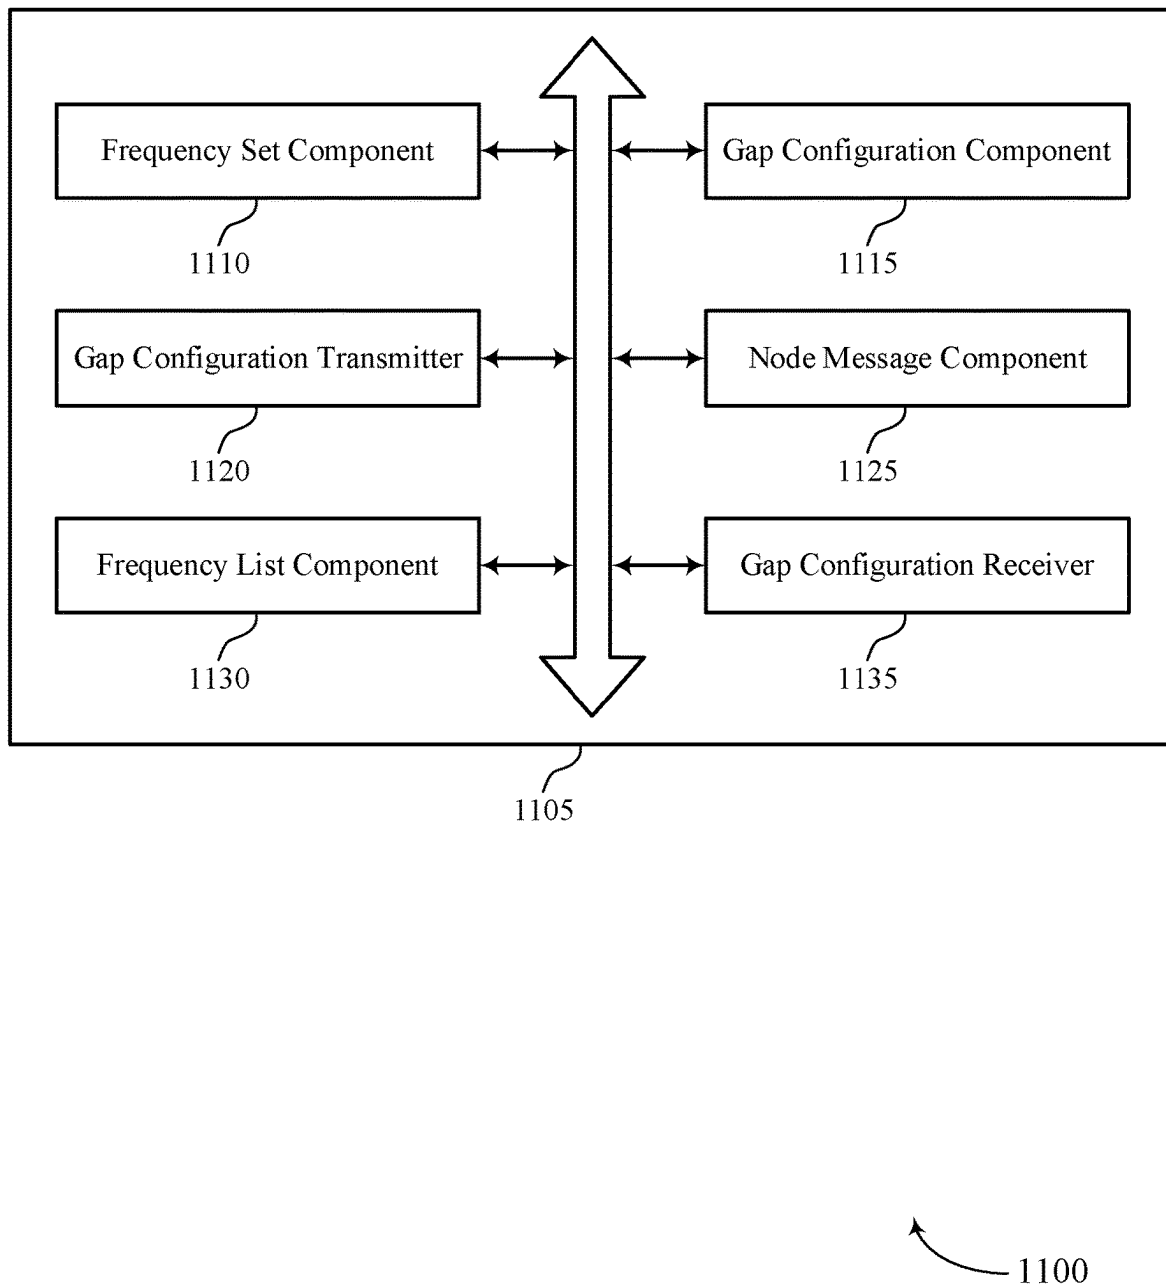 Frequency Set Component
Gap Configuration Component
1110
1115
Gap Configuration Transmitter
Node Message Component
1120
1125
Frequency List Component
Gap Configuration Receiver
1130
1135
1105
1100